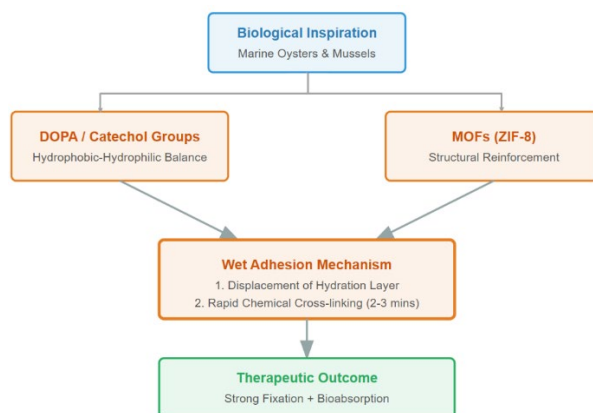 Biological Inspiration
Marine Oysters & Mussels
DOPA / Catechol Groups
Hydrophobic-Hydrophilic Balance
MOFs (ZIF-8)
Structural Reinforcement
Wet Adhesion Mechanism
1. Displacement of Hydration Layer
2. Rapid Chemical Cross-linking (2-3 mins)
Therapeutic Outcome
Strong Fixation + Bioabsorption